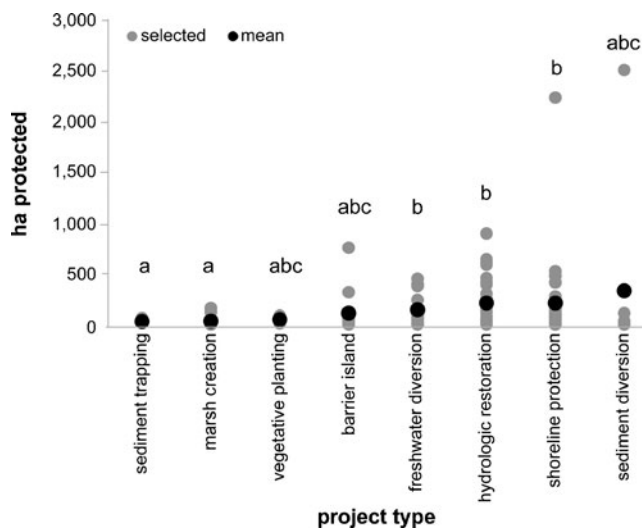 3,000
selected mean
abc
2,500
b
2,000
ha protected
1,500
b
abc b
1,000
a a abc
500
0
sediment trapping
marsh creation
vegetative planting
barrier island
freshwater diversion
hydrologic restoration
shoreline protection
sediment diversion
project type